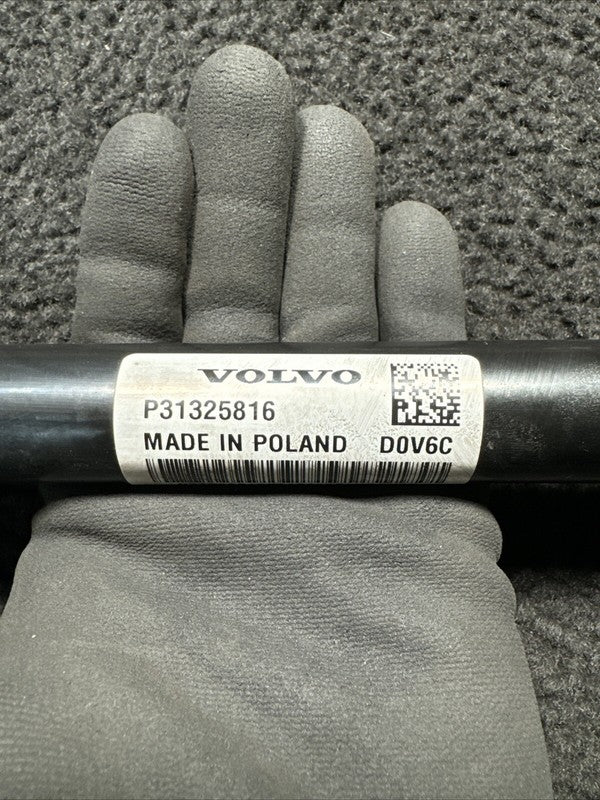 VOLVO
P31325816
MADE IN POLAND D0V6C